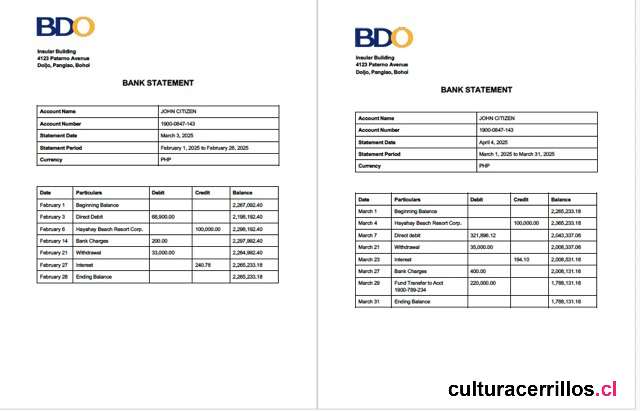 BDO
Insular Building
4123 Paterno Avenue
Doljo, Panglao, Bohol
BANK STATEMENT
Account Name JOHN CITIZEN
Account Number 1900-0847-143
Statement Date March 3, 2025
Statement Period February 1, 2025 to February 28, 2025
Currency PHP
Date Particulars Debit Credit Balance
February 1 Beginning Balance 2,267,092.40
February 3 Direct Debit 68,900.00 2,198,192.40
February 6 Hayahay Beach Resort Corp. 100,000.00 2,298,192.40
February 14 Bank Charges 200.00 2,297,992.40
February 21 Withdrawal 33,000.00 2,264,992.40
February 27 Interest 240.78 2,265,233.18
February 28 Ending Balance 2,265,233.18
BDO
Insular Building
4123 Paterno Avenue
Doljo, Panglao, Bohol
BANK STATEMENT
Account Name JOHN CITIZEN
Account Number 1900-0847-143
Statement Date April 4, 2025
Statement Period March 1, 2025 to March 31, 2025
Currency PHP
Date Particulars Debit Credit Balance
March 1 Beginning Balance 2,265,233.18
March 4 Hayahay Beach Resort Corp. 100,000.00 2,365,233.18
March 7 Direct debit 321,896.12 2,043,337.06
March 21 Withdrawal 35,000.00 2,008,337.06
March 23 Interest 194.10 2,008,531.16
March 27 Bank Charges 400.00 2,008,131.16
March 29 Fund Transfer to Acct 220,000.00 1,788,131.16
1900-789-234
March 31 Ending Balance 1,788,131.16
culturacerrillos.cl